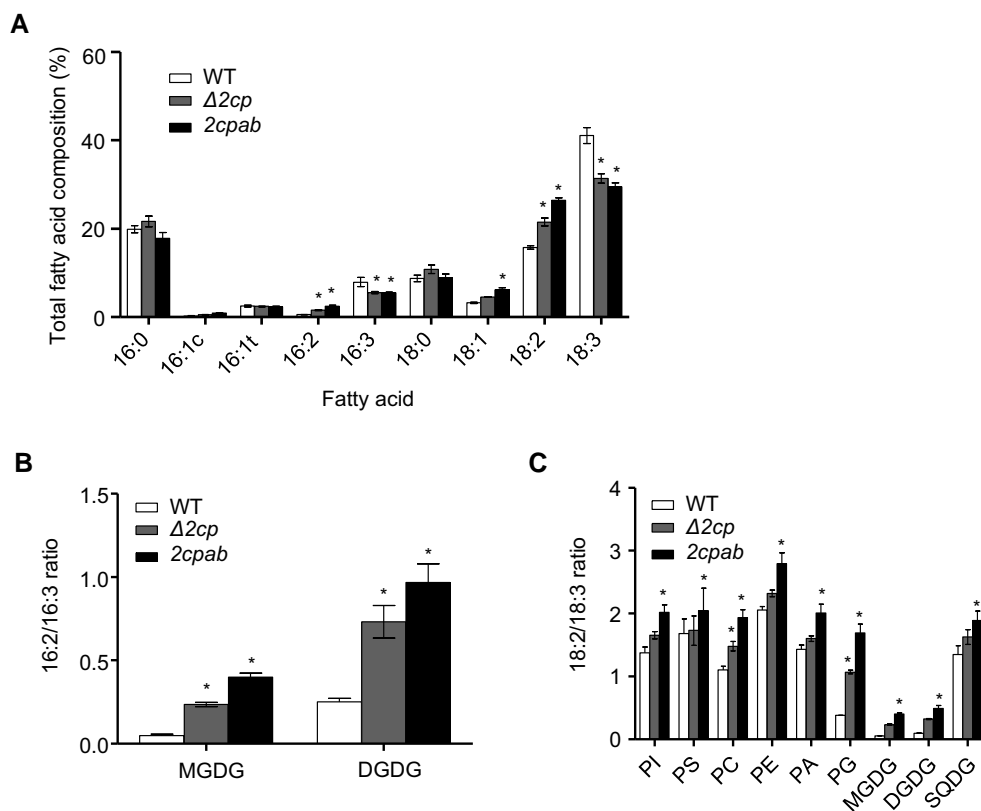 A
Total fatty acid composition (%)
60
40
20
0
WT
Δ2cp
2cpab
* * * * * * * * *
16:0 16:1c 16:1t 16:2 16:3 18:0 18:1 18:2 18:3
Fatty acid
B
16:2/16:3 ratio
1.5
1.0
0.5
0.0
WT
Δ2cp
2cpab
* * * *
MGDG DGDG
C
18:2/18:3 ratio
4
3
2
1
0
WT
Δ2cp
2cpab
* * * * * * * * * * *
PI PS PC PE PA PG MGDG DGDG SQDG